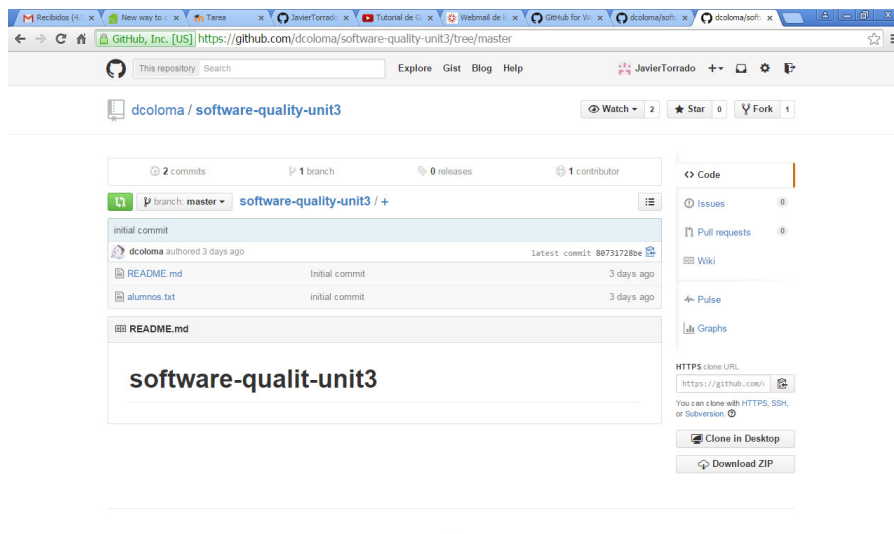 Recibidos (4.
New way to c
Tarea
JavierTorrado
Tutorial de Gi
Webmail de l
GitHub for Wi
dcoloma/soft
dcoloma/soft
GitHub, Inc. [US] https://github.com/dcoloma/software-quality-unit3/tree/master
This repository Search Explore Gist Blog Help JavierTorrado
dcoloma / software-quality-unit3 Watch 2 Star 0 Fork 1
2 commits 1 branch 0 releases 1 contributor
branch: master software-quality-unit3 / +
initial commit
dcoloma authored 3 days ago latest commit 80731728be
README.md Initial commit 3 days ago
alumnos.txt initial commit 3 days ago
README.md
software-qualit-unit3
Code
Issues 0
Pull requests 0
Wiki
Pulse
Graphs
HTTPS clone URL
https://github.com/
You can clone with HTTPS, SSH,
or Subversion.
Clone in Desktop
Download ZIP